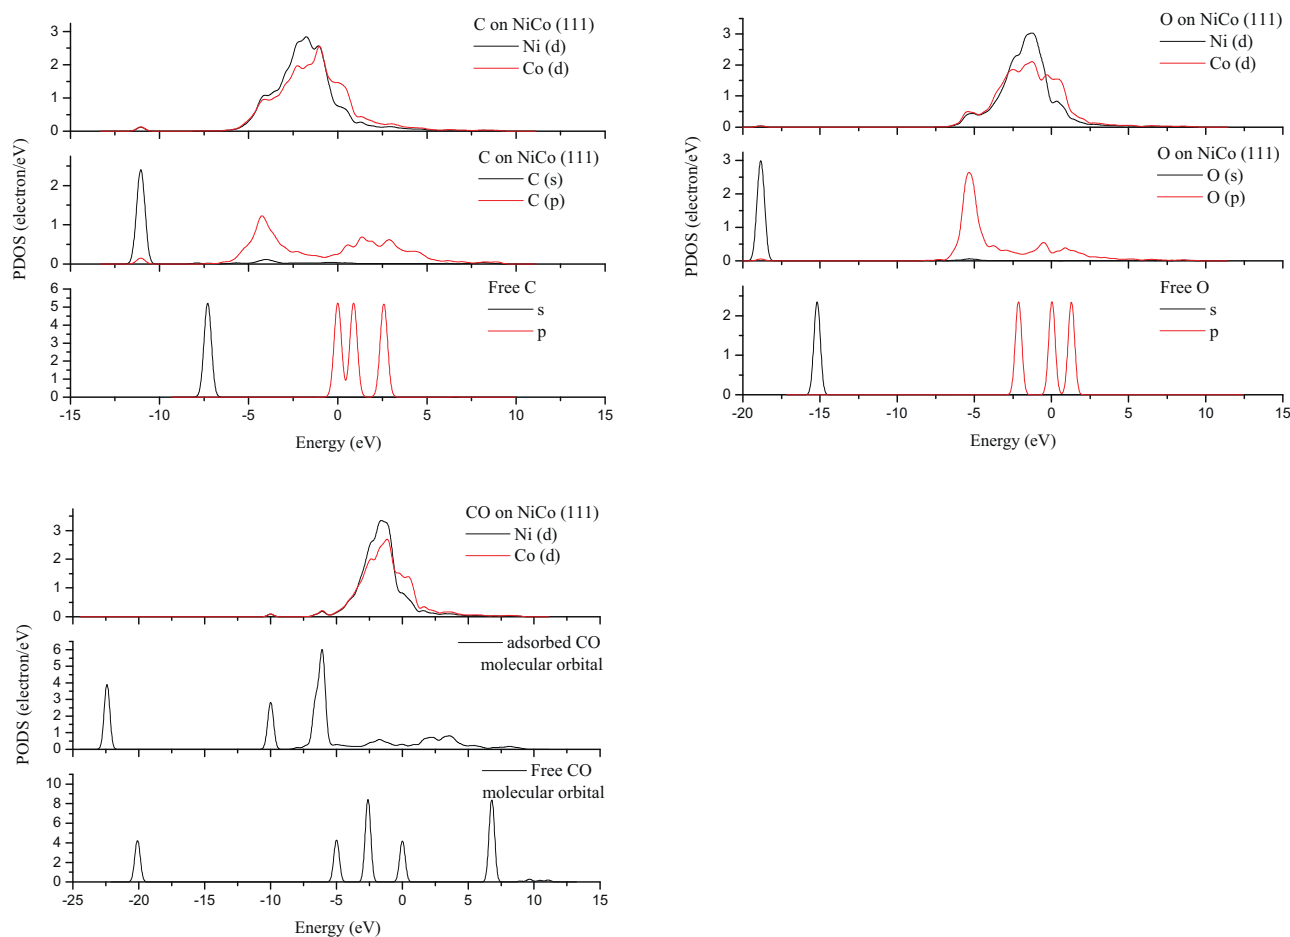 C on NiCo (111)
Ni (d)
Co (d)
3
2
1
0
C on NiCo (111)
C (s)
C (p)
2
1
0
Free C
s
p
6
5
4
3
2
1
0
-15 -10 -5 0 5 10 15
Energy (eV)
PDOS (electron/eV)
O on NiCo (111)
Ni (d)
Co (d)
3
2
1
0
O on NiCo (111)
O (s)
O (p)
3
2
1
0
Free O
s
p
2
1
0
-20 -15 -10 -5 0 5 10 15
Energy (eV)
PDOS (electron/eV)
CO on NiCo (111)
Ni (d)
Co (d)
3
2
1
0
adsorbed CO
molecular orbital
6
5
4
3
2
1
0
Free CO
molecular orbital
10
8
6
4
2
0
-25 -20 -15 -10 -5 0 5 10 15
Energy (eV)
PODS (electron/eV)